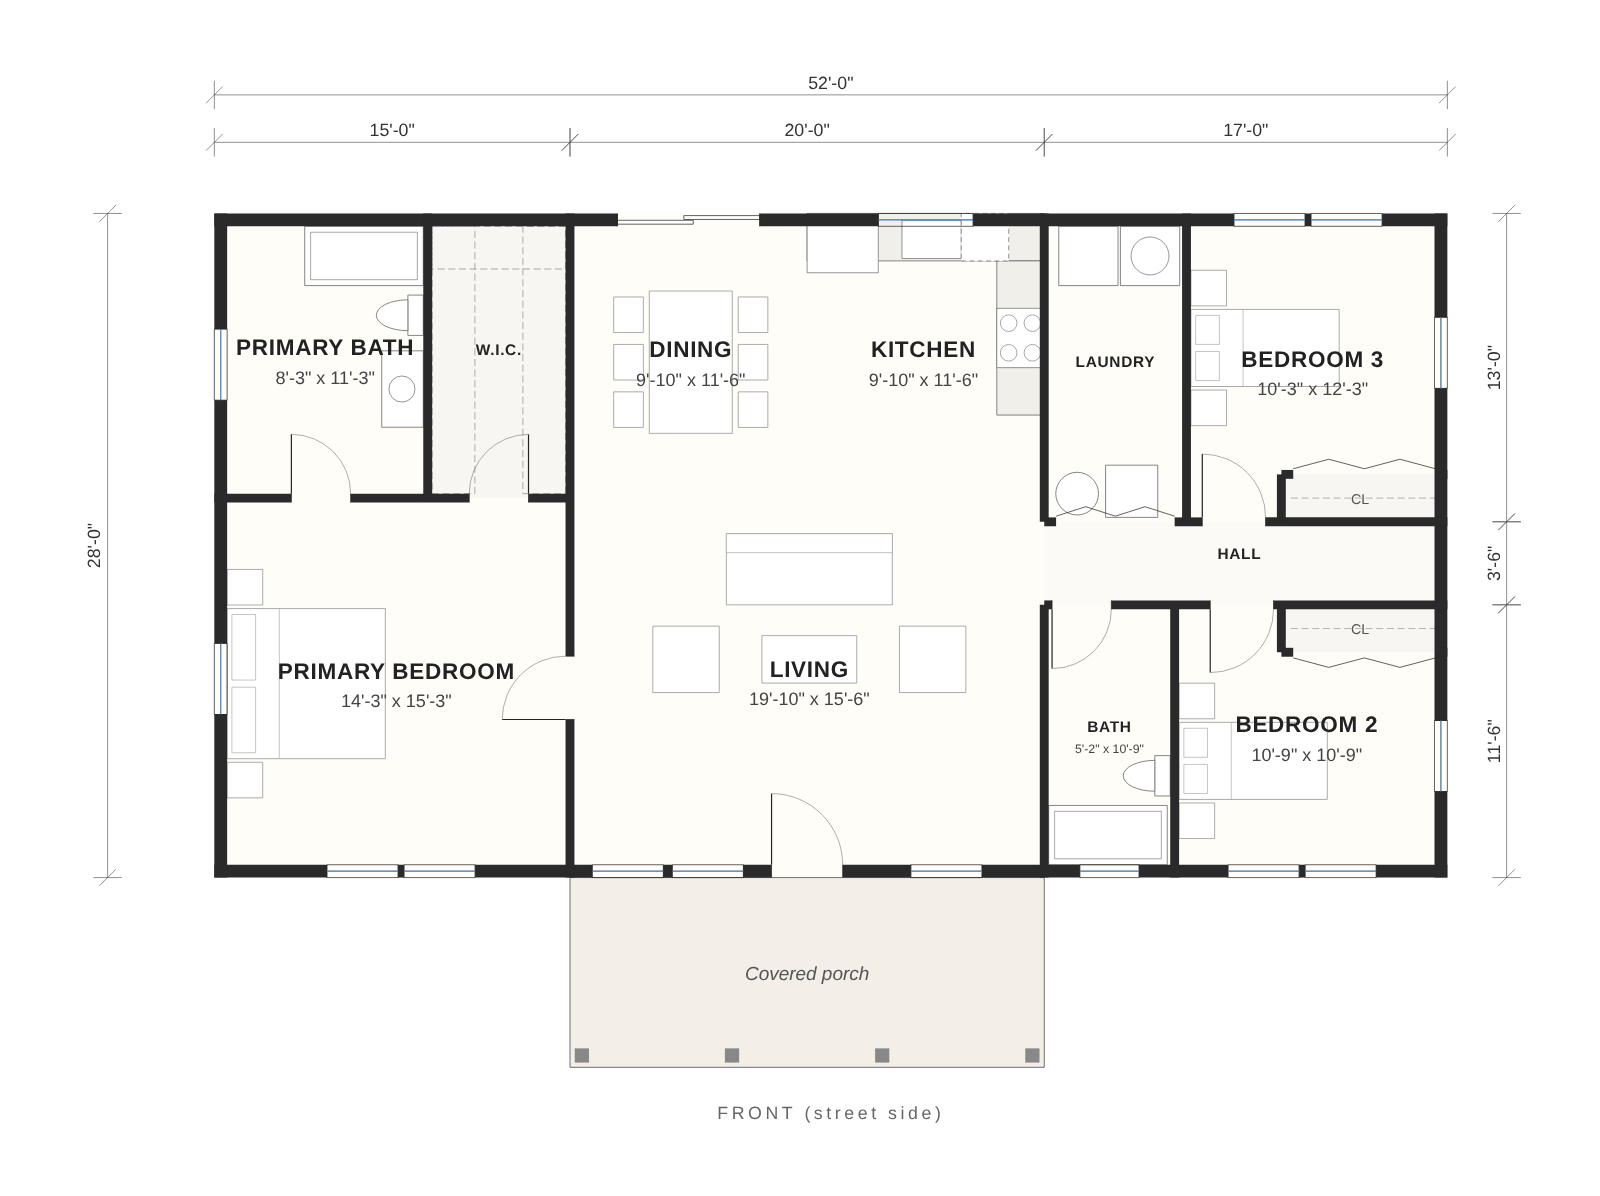 52'-0"
15'-0"
20'-0"
17'-0"
28'-0"
13'-0"
3'-6"
11'-6"
PRIMARY BATH
8'-3" x 11'-3"
W.I.C.
DINING
9'-10" x 11'-6"
KITCHEN
9'-10" x 11'-6"
LAUNDRY
BEDROOM 3
10'-3" x 12'-3"
CL
HALL
CL
PRIMARY BEDROOM
14'-3" x 15'-3"
LIVING
19'-10" x 15'-6"
BATH
5'-2" x 10'-9"
BEDROOM 2
10'-9" x 10'-9"
Covered porch
FRONT (street side)